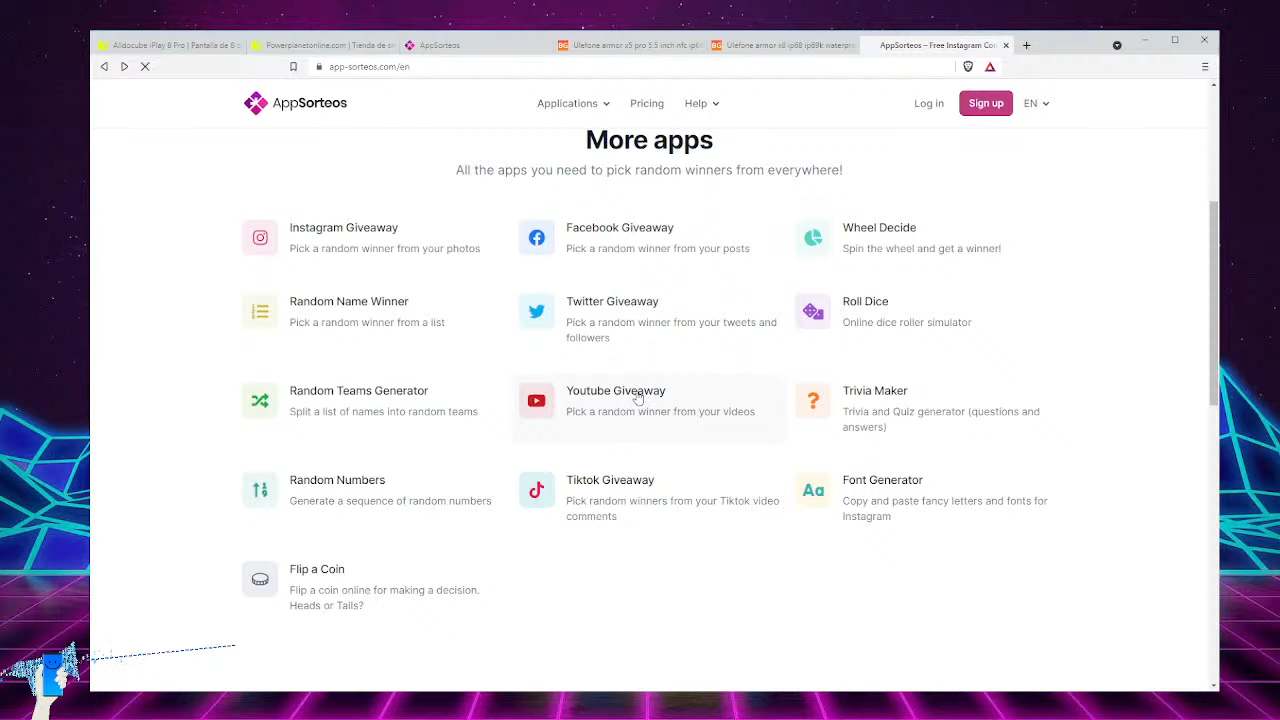 Alldocube iPlay 8 Pro | Pantalla de 8
Powerplanetonline.com | Tienda de
AppSorteos
BG Ulefone armor x5 pro 5.5 inch nfc ip6
BG Ulefone armor x8 ip68 ip69k waterpro
AppSorteos – Free Instagram Co
app-sorteos.com/en
AppSorteos
Applications
Pricing
Help
Log in
Sign up
EN
More apps
All the apps you need to pick random winners from everywhere!
Instagram Giveaway
Pick a random winner from your photos
Facebook Giveaway
Pick a random winner from your posts
Wheel Decide
Spin the wheel and get a winner!
Random Name Winner
Pick a random winner from a list
Twitter Giveaway
Pick a random winner from your tweets and
followers
Roll Dice
Online dice roller simulator
Random Teams Generator
Split a list of names into random teams
Youtube Giveaway
Pick a random winner from your videos
? Trivia Maker
Trivia and Quiz generator (questions and
answers)
Random Numbers
Generate a sequence of random numbers
Tiktok Giveaway
Pick random winners from your Tiktok video
comments
Aa Font Generator
Copy and paste fancy letters and fonts for
Instagram
Flip a Coin
Flip a coin online for making a decision.
Heads or Tails?